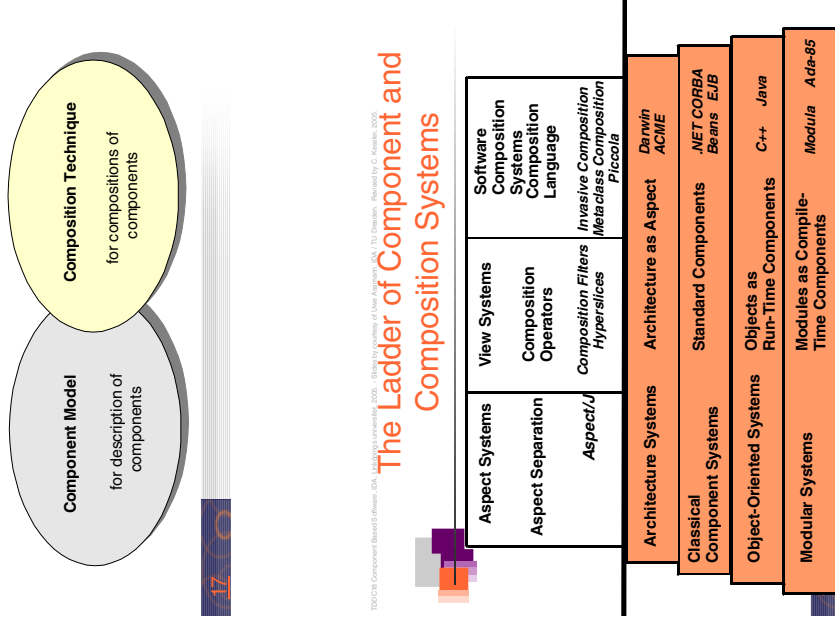 Component Model
for description of
components
Composition Technique
for compositions of
components
17
TDDC18 Component Based Software. IDA, Linköpings universitet, 2005. - Slides by courtesy of Uwe Assmann, IDA / TU Dresden. Revised by C. Kessler, 2005.
The Ladder of Component and
Composition Systems
Aspect Systems
Aspect Separation
Aspect/J
View Systems
Composition
Operators
Composition Filters
Hyperslices
Software
Composition
Systems
Composition
Language
Invasive Composition
Metaclass Composition
Piccola
Architecture Systems
Architecture as Aspect
Darwin
ACME
Classical
Component Systems
Standard Components
.NET CORBA
Beans EJB
Object-Oriented Systems
Objects as
Run-Time Components
C++ Java
Modular Systems
Modules as Compile-
Time Components
Modula Ada-85